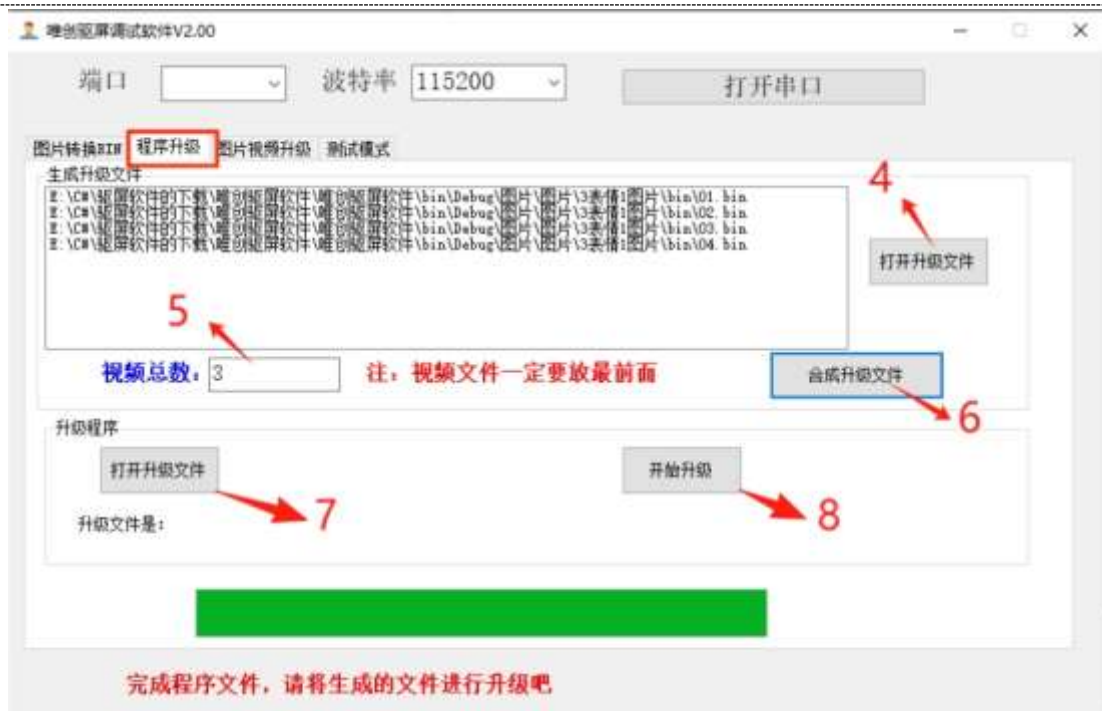 唯创驱屏调试软件V2.00
端口 波特率 115200 打开串口
图片转换BIN 程序升级 图片视频升级 测试模式
生成升级文件
E:\C#\驱屏软件的下载\唯创驱屏软件\唯创驱屏软件\bin\Debug\图片\图片\3表情1图片\bin\01.bin
E:\C#\驱屏软件的下载\唯创驱屏软件\唯创驱屏软件\bin\Debug\图片\图片\3表情1图片\bin\02.bin
E:\C#\驱屏软件的下载\唯创驱屏软件\唯创驱屏软件\bin\Debug\图片\图片\3表情1图片\bin\03.bin
E:\C#\驱屏软件的下载\唯创驱屏软件\唯创驱屏软件\bin\Debug\图片\图片\3表情1图片\bin\04.bin
4
打开升级文件
5
视频总数: 3 注:视频文件一定要放最前面 合成升级文件
6
升级程序
打开升级文件 开始升级
7 8
升级文件是:
完成程序文件,请将生成的文件进行升级吧